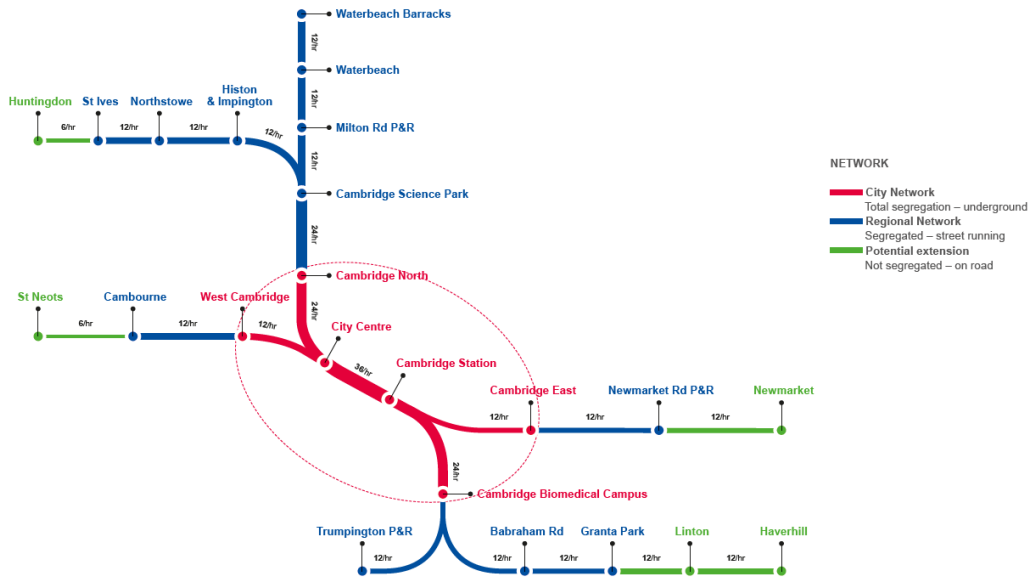 Waterbeach Barracks
12/hr
Waterbeach
12/hr
Milton Rd P&R
12/hr
Huntingdon
St Ives
Northstowe
Histon
& Impington
6/hr
12/hr
12/hr
12/hr
Cambridge Science Park
24/hr
Cambridge North
24/hr
St Neots
Cambourne
West Cambridge
6/hr
12/hr
12/hr
City Centre
36/hr
Cambridge Station
Cambridge East
Newmarket Rd P&R
Newmarket
12/hr
12/hr
12/hr
24/hr
Cambridge Biomedical Campus
Trumpington P&R
Babraham Rd
Granta Park
Linton
Haverhill
12/hr
12/hr
12/hr
12/hr
12/hr
NETWORK
City Network
Total segregation – underground
Regional Network
Segregated – street running
Potential extension
Not segregated – on road